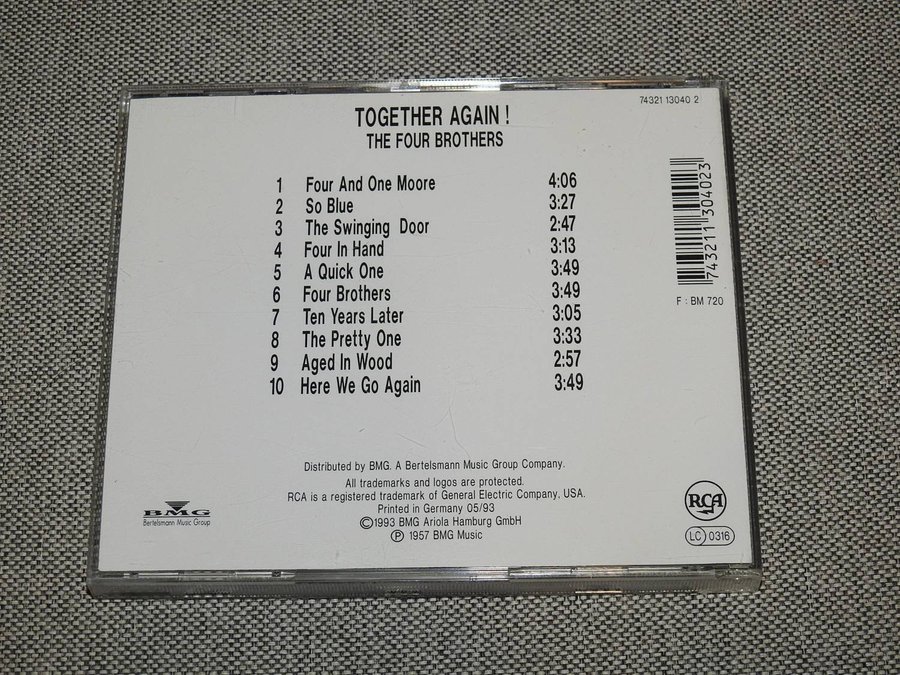 74321 13040 2
TOGETHER AGAIN !
THE FOUR BROTHERS
1 Four And One Moore 4:06
2 So Blue 3:27
3 The Swinging Door 2:47
4 Four In Hand 3:13
5 A Quick One 3:49
6 Four Brothers 3:49
7 Ten Years Later 3:05
8 The Pretty One 3:33
9 Aged In Wood 2:57
10 Here We Go Again 3:49
7 43211 304023
F : BM 720
Distributed by BMG. A Bertelsmann Music Group Company.
All trademarks and logos are protected.
RCA is a registered trademark of General Electric Company, USA.
Printed in Germany 05/93
©1993 BMG Ariola Hamburg GmbH
℗ 1957 BMG Music
BMG
Bertelsmann Music Group
RCA
LC 0316